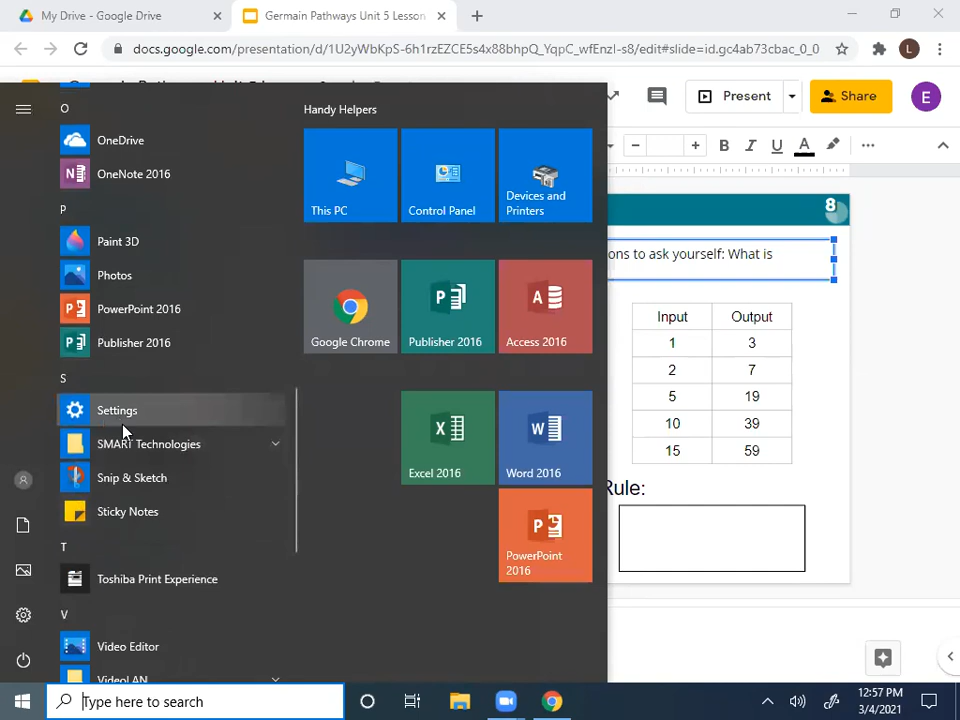 My Drive - Google Drive
Germain Pathways Unit 5 Lesson
docs.google.com/presentation/d/1U2yWbKpS-6h1rzEZCE5s4x88bhpQ_YqpC_wfEnzI-s8/edit#slide=id.gc4ab73cbac_0_0
L
Present
Share
E
B I U A
8
ons to ask yourself: What is
Input Output
1 3
2 7
5 19
10 39
15 59
Rule:
O
OneDrive
OneNote 2016
P
Paint 3D
Photos
PowerPoint 2016
Publisher 2016
S
Settings
SMART Technologies
Snip & Sketch
Sticky Notes
T
Toshiba Print Experience
V
Video Editor
VideoLAN
Handy Helpers
This PC
Control Panel
Devices and
Printers
Google Chrome
Publisher 2016
Access 2016
Excel 2016
Word 2016
PowerPoint
2016
Type here to search
12:57 PM
3/4/2021